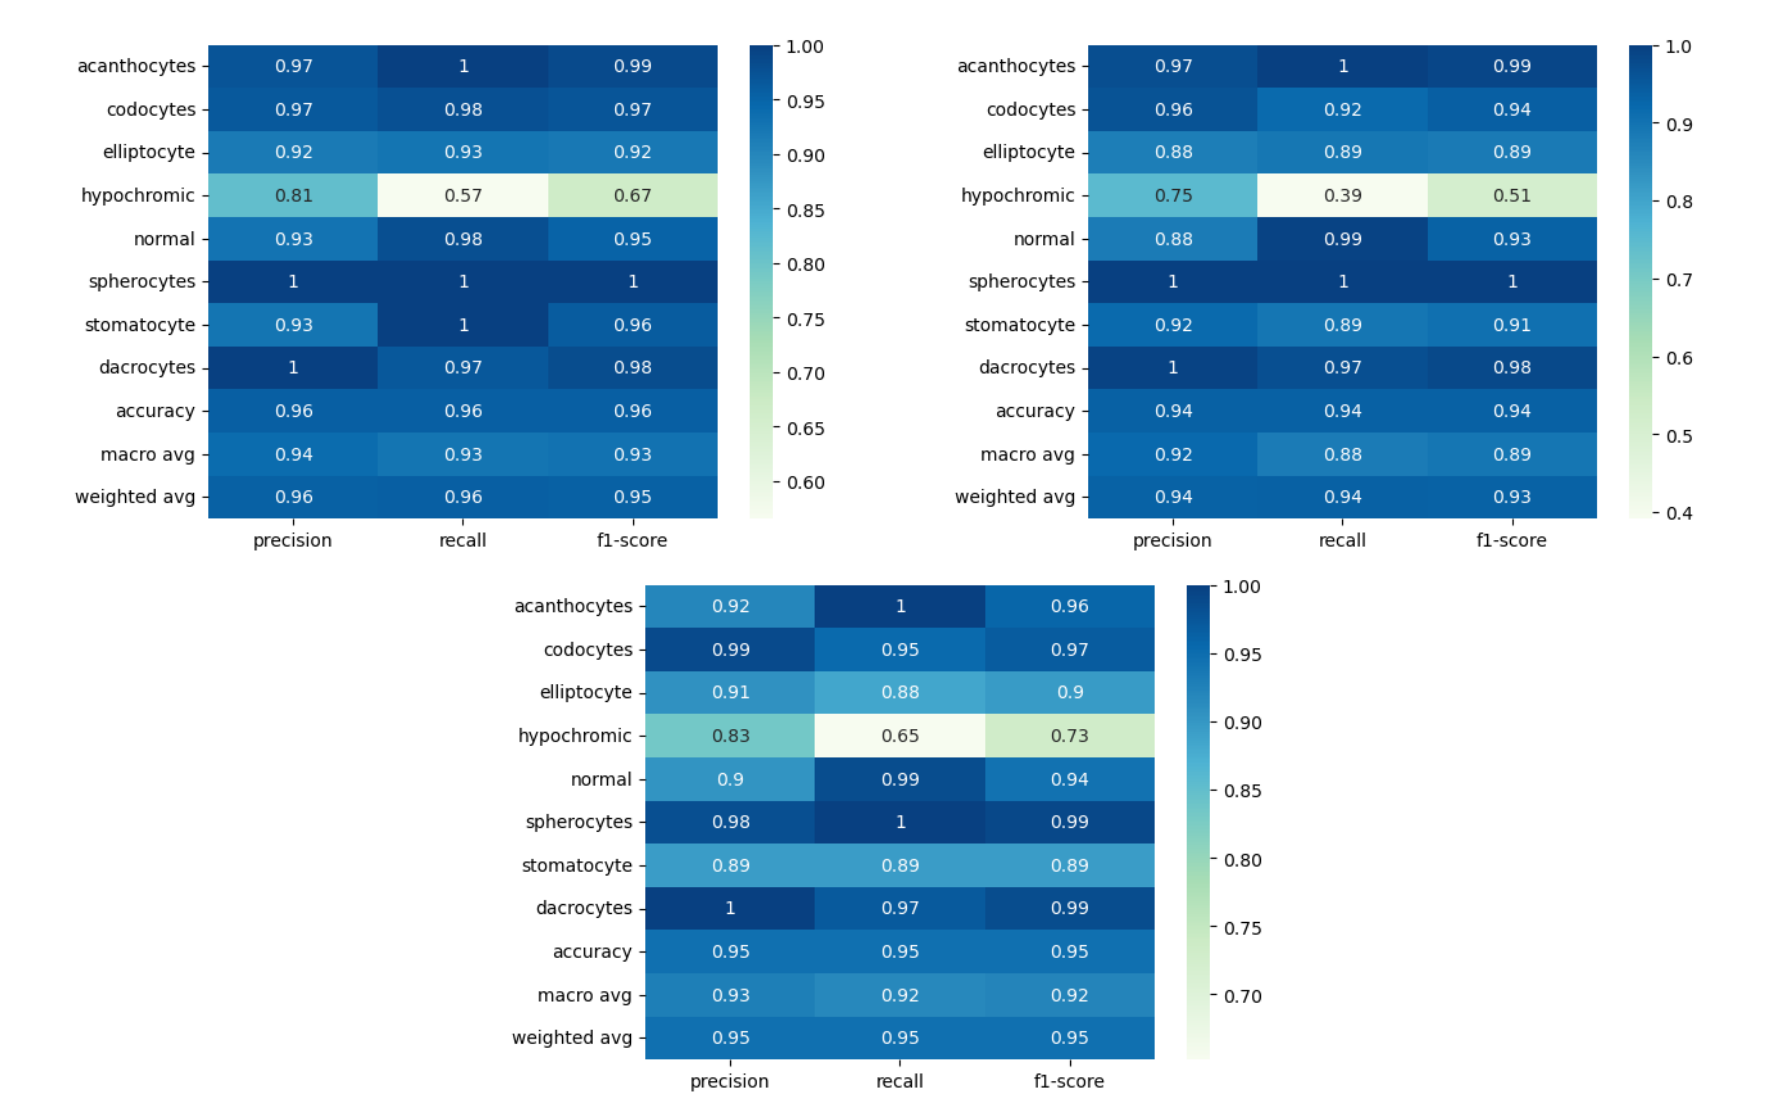 acanthocytes 0.97 1 0.99
codocytes 0.97 0.98 0.97
elliptocyte 0.92 0.93 0.92
hypochromic 0.81 0.57 0.67
normal 0.93 0.98 0.95
spherocytes 1 1 1
stomatocyte 0.93 1 0.96
dacrocytes 1 0.97 0.98
accuracy 0.96 0.96 0.96
macro avg 0.94 0.93 0.93
weighted avg 0.96 0.96 0.95
precision recall f1-score
1.00
0.95
0.90
0.85
0.80
0.75
0.70
0.65
0.60
acanthocytes 0.97 1 0.99
codocytes 0.96 0.92 0.94
elliptocyte 0.88 0.89 0.89
hypochromic 0.75 0.39 0.51
normal 0.88 0.99 0.93
spherocytes 1 1 1
stomatocyte 0.92 0.89 0.91
dacrocytes 1 0.97 0.98
accuracy 0.94 0.94 0.94
macro avg 0.92 0.88 0.89
weighted avg 0.94 0.94 0.93
precision recall f1-score
1.0
0.9
0.8
0.7
0.6
0.5
0.4
acanthocytes 0.92 1 0.96
codocytes 0.99 0.95 0.97
elliptocyte 0.91 0.88 0.9
hypochromic 0.83 0.65 0.73
normal 0.9 0.99 0.94
spherocytes 0.98 1 0.99
stomatocyte 0.89 0.89 0.89
dacrocytes 1 0.97 0.99
accuracy 0.95 0.95 0.95
macro avg 0.93 0.92 0.92
weighted avg 0.95 0.95 0.95
precision recall f1-score
1.00
0.95
0.90
0.85
0.80
0.75
0.70